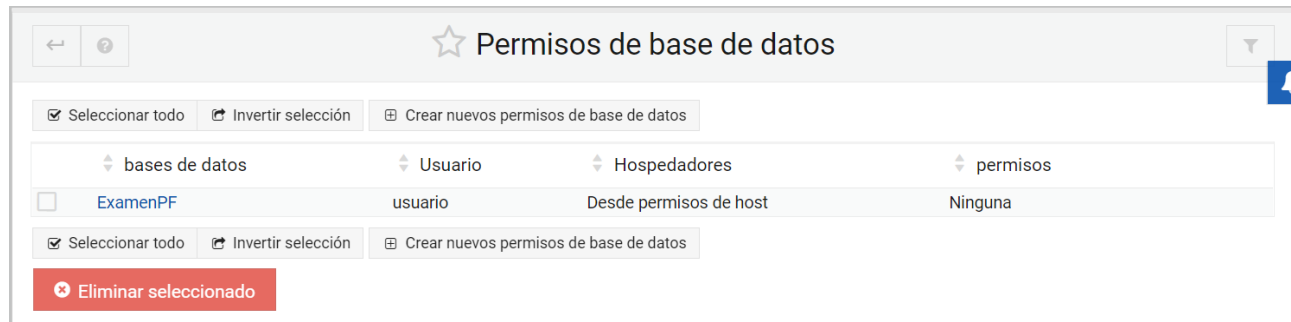 Permisos de base de datos
Seleccionar todo Invertir selección Crear nuevos permisos de base de datos
bases de datos Usuario Hospedadores permisos
ExamenPF usuario Desde permisos de host Ninguna
Seleccionar todo Invertir selección Crear nuevos permisos de base de datos
Eliminar seleccionado